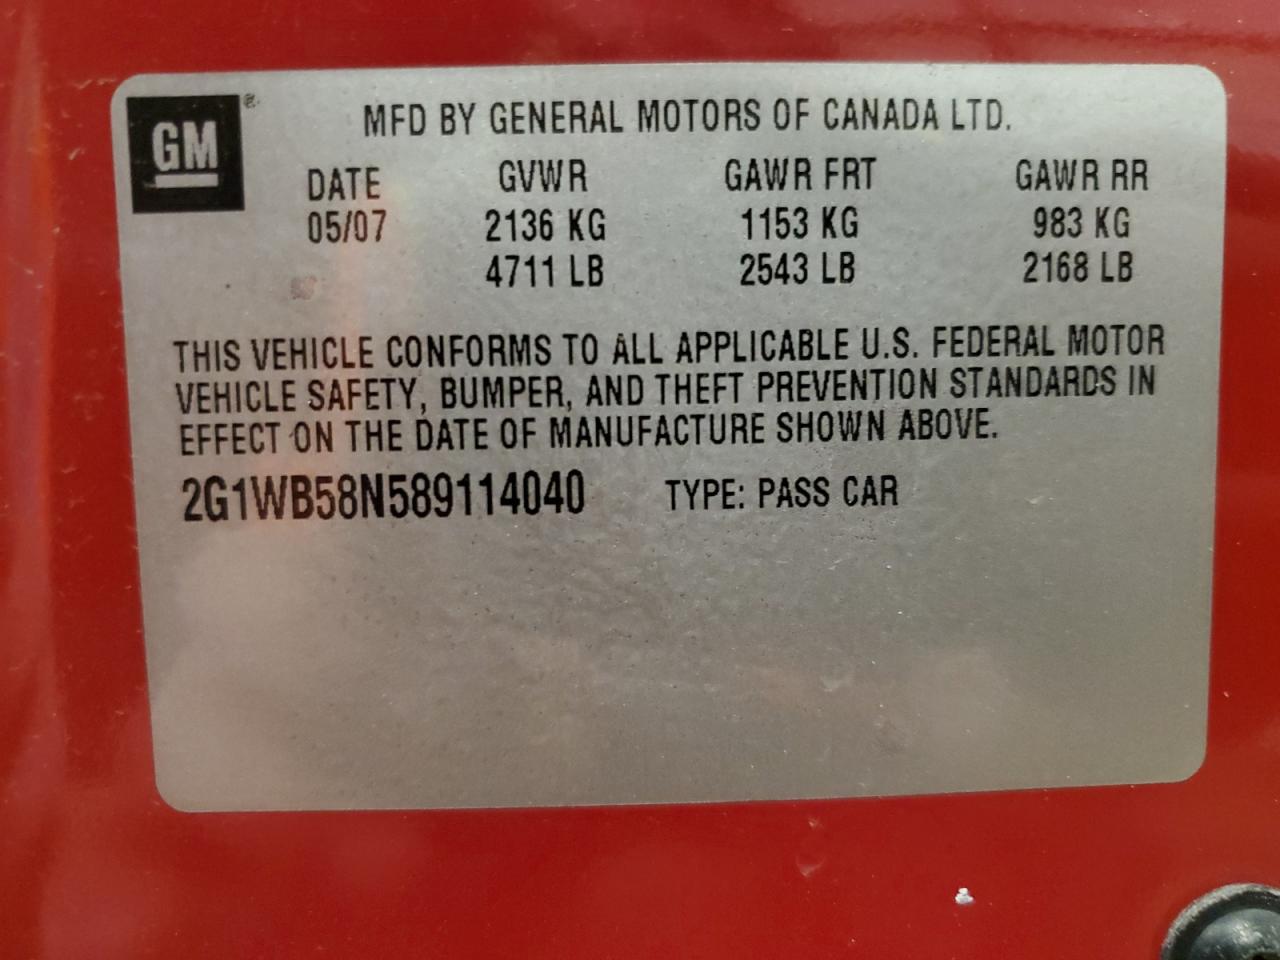 GM ®
MFD BY GENERAL MOTORS OF CANADA LTD.
DATE GVWR GAWR FRT GAWR RR
05/07 2136 KG 1153 KG 983 KG
4711 LB 2543 LB 2168 LB
THIS VEHICLE CONFORMS TO ALL APPLICABLE U.S. FEDERAL MOTOR
VEHICLE SAFETY, BUMPER, AND THEFT PREVENTION STANDARDS IN
EFFECT ON THE DATE OF MANUFACTURE SHOWN ABOVE.
2G1WB58N589114040 TYPE: PASS CAR